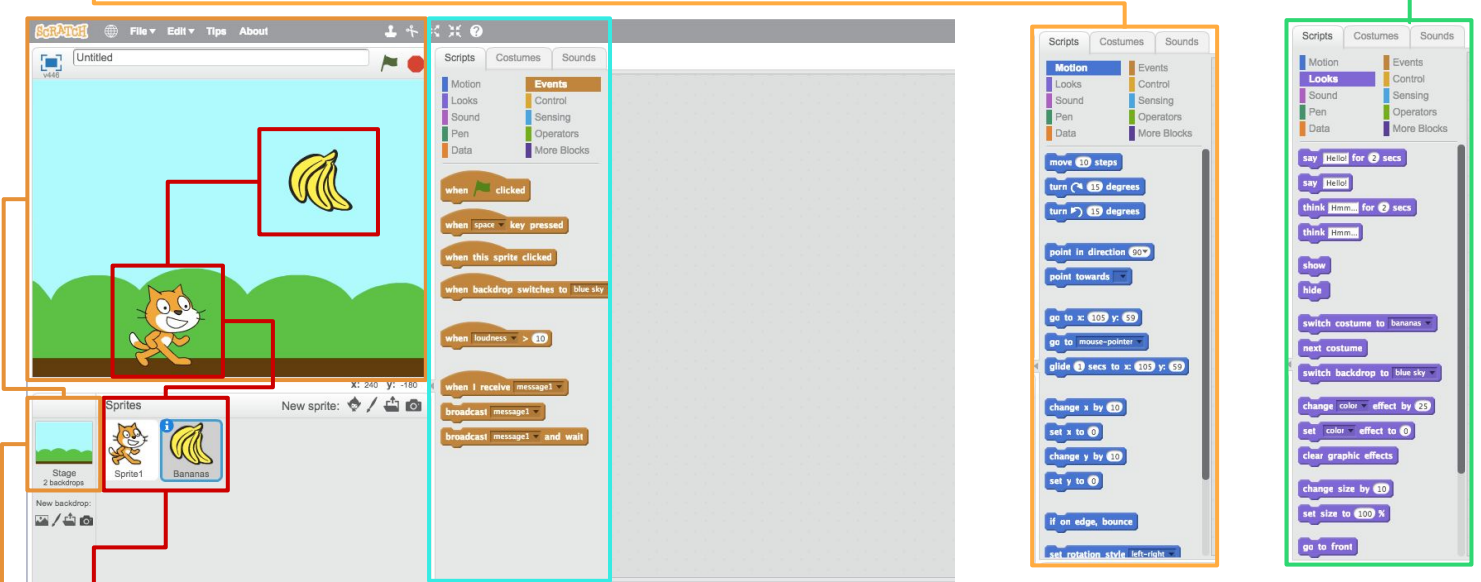 SCRATCH File Edit Tips About
v446 Untitled
x: 240 y: -180
Sprites New sprite:
Stage
2 backdrops
Sprite1
Bananas
New backdrop:
Scripts Costumes Sounds
Motion Events
Looks Control
Sound Sensing
Pen Operators
Data More Blocks
when clicked
when space key pressed
when this sprite clicked
when backdrop switches to blue sky
when loudness > 10
when I receive message1
broadcast message1
broadcast message1 and wait
Scripts Costumes Sounds
Motion Events
Looks Control
Sound Sensing
Pen Operators
Data More Blocks
move 10 steps
turn 15 degrees
turn 15 degrees
point in direction 90
point towards
go to x: 105 y: 59
go to mouse-pointer
glide 1 secs to x: 105 y: 59
change x by 10
set x to 0
change y by 10
set y to 0
if on edge, bounce
set rotation style left-right
Scripts Costumes Sounds
Motion Events
Looks Control
Sound Sensing
Pen Operators
Data More Blocks
say Hello! for 2 secs
say Hello!
think Hmm... for 2 secs
think Hmm...
show
hide
switch costume to bananas
next costume
switch backdrop to blue sky
change color effect by 25
set color effect to 0
clear graphic effects
change size by 10
set size to 100 %
go to front